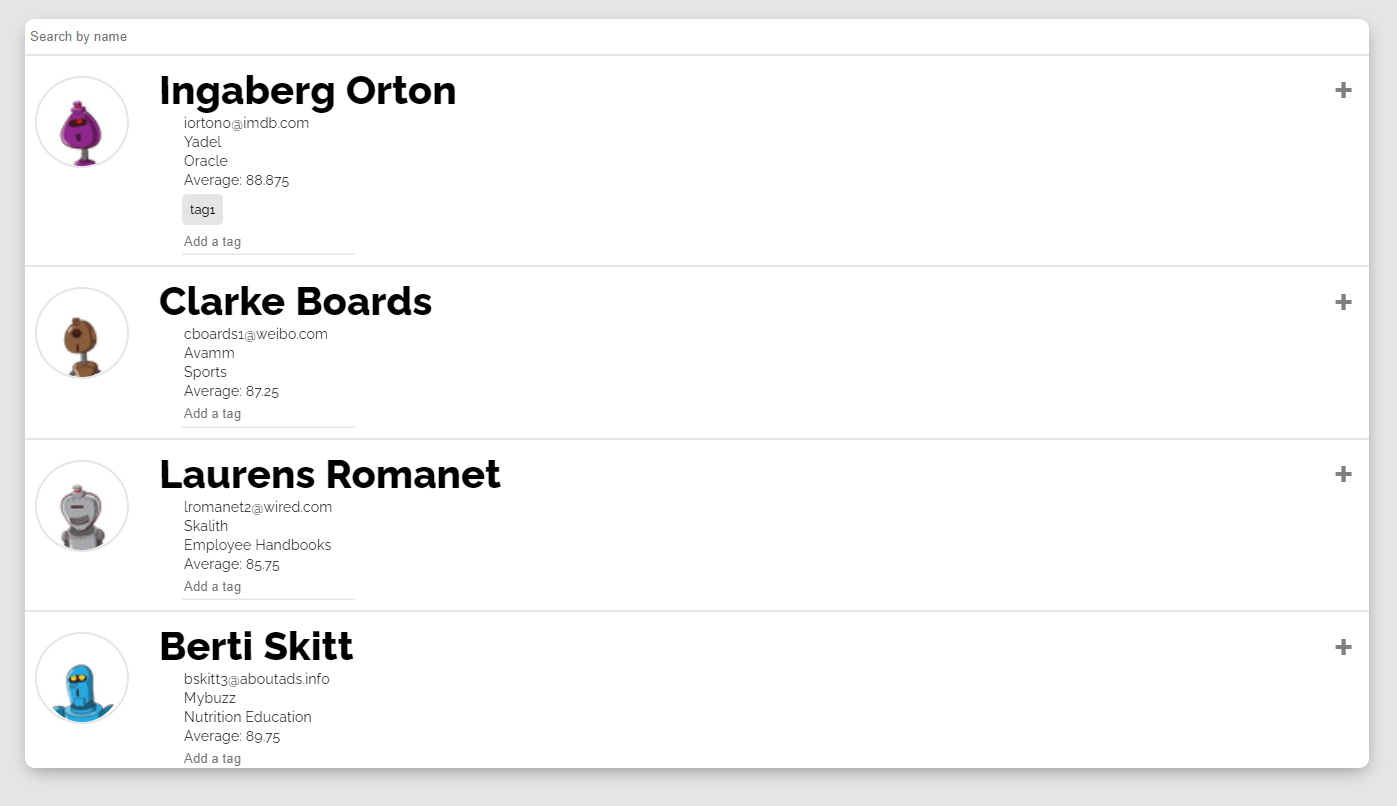 Search by name
Ingaberg Orton
+
iorton0@imdb.com
Yadel
Oracle
Average: 88.875
tag1
Add a tag
Clarke Boards
+
cboards1@weibo.com
Avamm
Sports
Average: 87.25
Add a tag
Laurens Romanet
+
lromanet2@wired.com
Skalith
Employee Handbooks
Average: 85.75
Add a tag
Berti Skitt
+
bskitt3@aboutads.info
Mybuzz
Nutrition Education
Average: 89.75
Add a tag